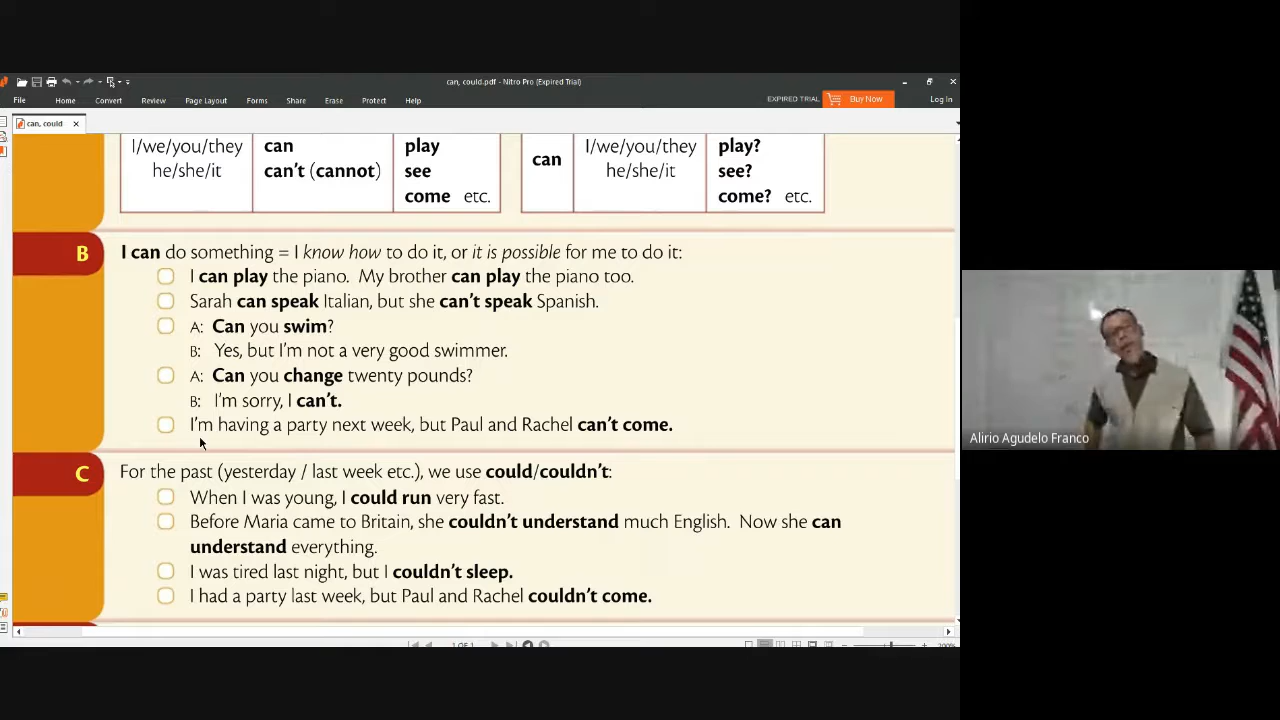 can, could.pdf - Nitro Pro (Expired Trial)
File Home Convert Review Page Layout Forms Share Erase Protect Help EXPIRED TRIAL Buy Now Log In
can, could
I/we/you/they can play
he/she/it can't (cannot) see
come etc.
can I/we/you/they play?
he/she/it see?
come? etc.
B I can do something = I know how to do it, or it is possible for me to do it:
I can play the piano. My brother can play the piano too.
Sarah can speak Italian, but she can't speak Spanish.
A: Can you swim?
B: Yes, but I'm not a very good swimmer.
A: Can you change twenty pounds?
B: I'm sorry, I can't.
I'm having a party next week, but Paul and Rachel can't come.
C For the past (yesterday / last week etc.), we use could/couldn't:
When I was young, I could run very fast.
Before Maria came to Britain, she couldn't understand much English. Now she can
understand everything.
I was tired last night, but I couldn't sleep.
I had a party last week, but Paul and Rachel couldn't come.
1 OF 1
200%
Alirio Agudelo Franco